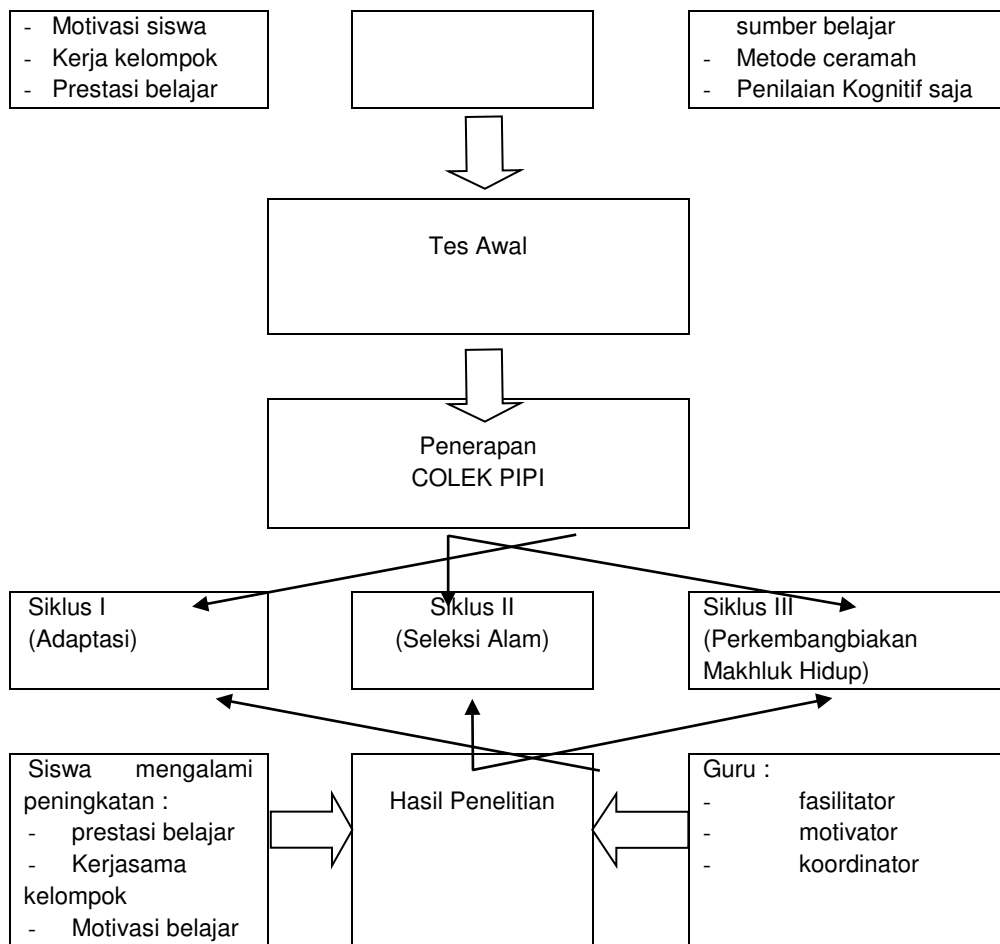 - Motivasi siswa
- Kerja kelompok
- Prestasi belajar
sumber belajar
- Metode ceramah
- Penilaian Kognitif saja
Tes Awal
Penerapan
COLEK PIPI
Siklus I
(Adaptasi)
Siklus II
(Seleksi Alam)
Siklus III
(Perkembangbiakan
Makhluk Hidup)
Siswa mengalami
peningkatan :
- prestasi belajar
- Kerjasama
kelompok
- Motivasi belajar
Hasil Penelitian
Guru :
- fasilitator
- motivator
- koordinator